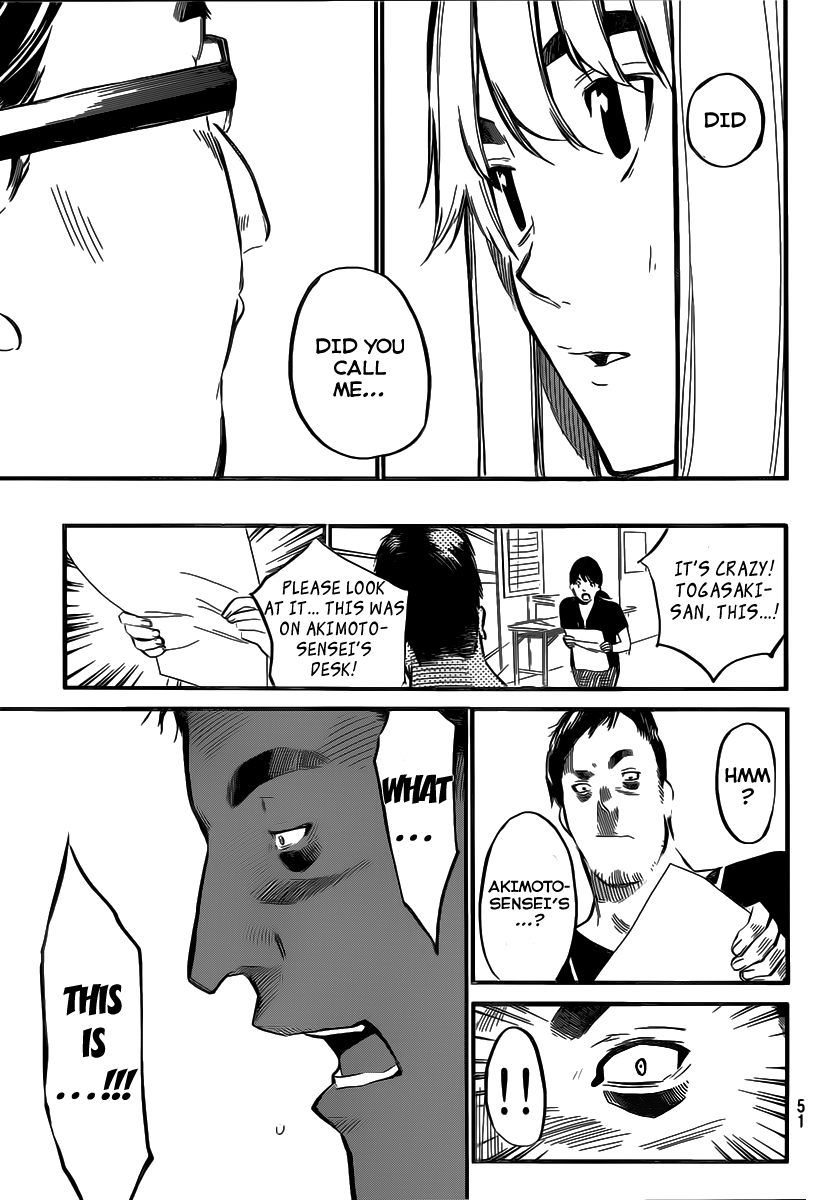 DID
DID YOU
CALL
ME...
IT'S CRAZY!
TOGASAKI-
SAN, THIS....!
PLEASE LOOK
AT IT... THIS WAS
ON AKIMOTO-
SENSEI'S
DESK!
HMM
?
AKIMOTO-
SENSEI'S
...?
!!
WHAT
...
THIS
IS
...!!!
51